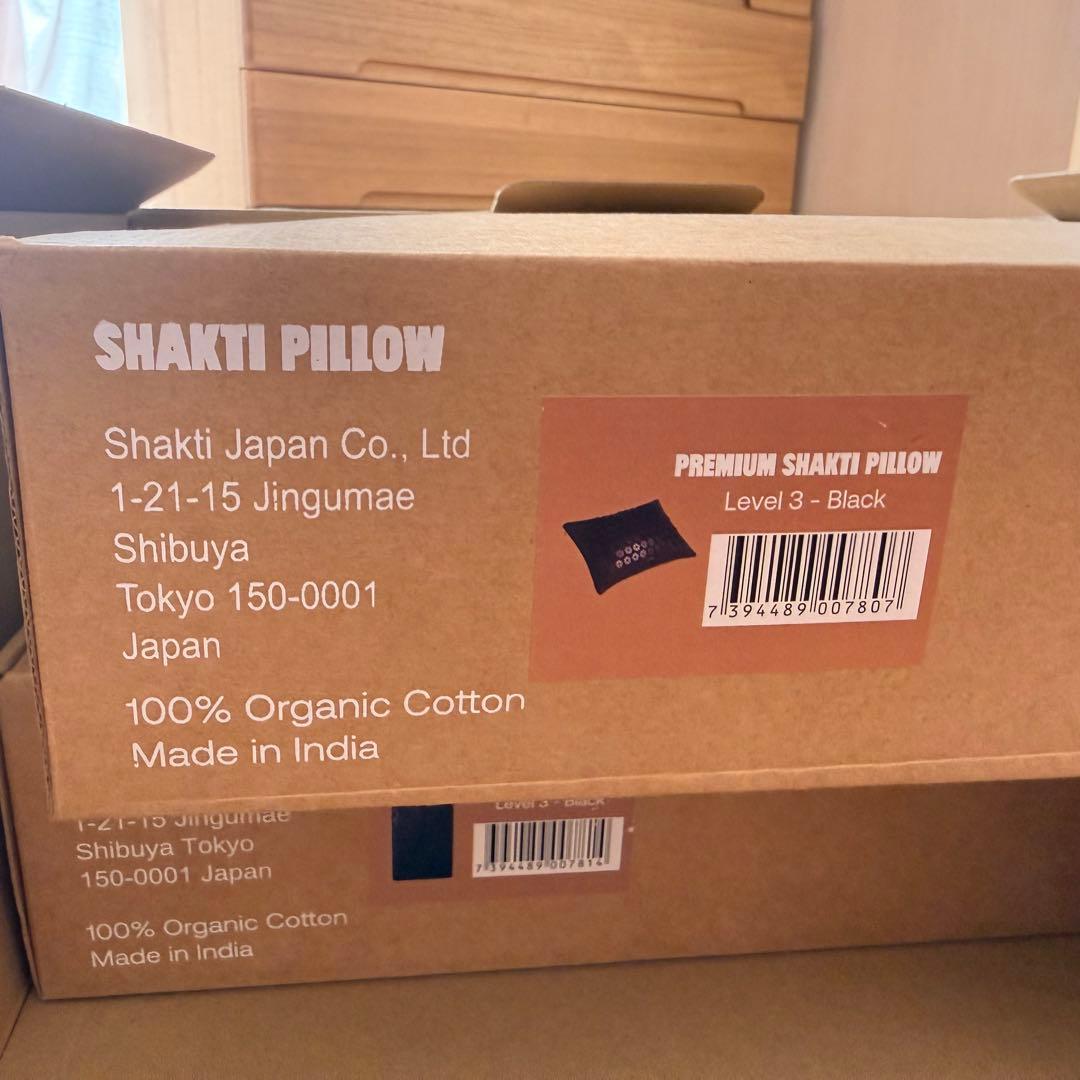 SHAKTI PILLOW
Shakti Japan Co., Ltd
1-21-15 Jingumae
Shibuya
Tokyo 150-0001
Japan
100% Organic Cotton
Made in India
PREMIUM SHAKTI PILLOW
Level 3 - Black
7 394489 007807
1-21-15 Jingumae
Shibuya Tokyo
150-0001 Japan
100% Organic Cotton
Made in India
Level 3 - Black
7 394489 007814